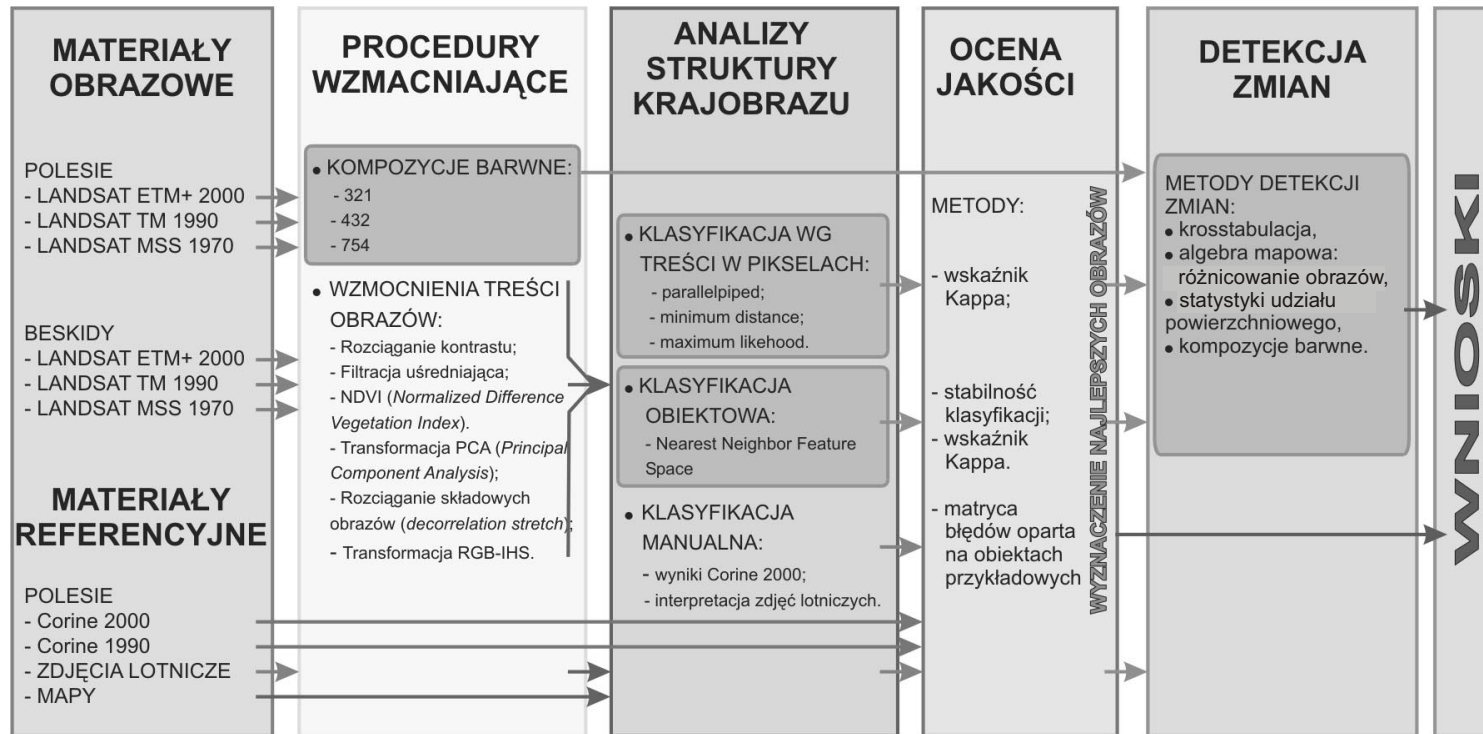 MATERIAŁY
OBRAZOWE
POLESIE
- LANDSAT ETM+ 2000
- LANDSAT TM 1990
- LANDSAT MSS 1970
BESKIDY
- LANDSAT ETM+ 2000
- LANDSAT TM 1990
- LANDSAT MSS 1970
MATERIAŁY
REFERENCYJNE
POLESIE
- Corine 2000
- Corine 1990
- ZDJĘCIA LOTNICZE
- MAPY
PROCEDURY
WZMACNIAJĄCE
• KOMPOZYCJE BARWNE:
- 321
- 432
- 754
• WZMOCNIENIA TREŚCI
OBRAZÓW:
- Rozciąganie kontrastu;
- Filtracja uśredniająca;
- NDVI (Normalized Difference
Vegetation Index).
- Transformacja PCA (Principal
Component Analysis);
- Rozciąganie składowych
obrazów (decorrelation stretch);
- Transformacja RGB-IHS.
ANALIZY
STRUKTURY
KRAJOBRAZU
• KLASYFIKACJA WG
TREŚCI W PIKSELACH:
- parallelpiped;
- minimum distance;
- maximum likehood.
• KLASYFIKACJA
OBIEKTOWA:
- Nearest Neighbor Feature
Space
• KLASYFIKACJA
MANUALNA:
- wyniki Corine 2000;
- interpretacja zdjęć lotniczych.
OCENA
JAKOŚCI
METODY:
- wskaźnik
Kappa;
- stabilność
klasyfikacji;
- wskaźnik
Kappa.
- matryca
błędów oparta
na obiektach
przykładowych
WYZNACZENIE NAJLEPSZYCH OBRAZÓW
DETEKCJA
ZMIAN
METODY DETEKCJI
ZMIAN:
• krosstabulacja,
• algebra mapowa:
różnicowanie obrazów,
• statystyki udziału
powierzchniowego,
• kompozycje barwne.
WNIOSKI